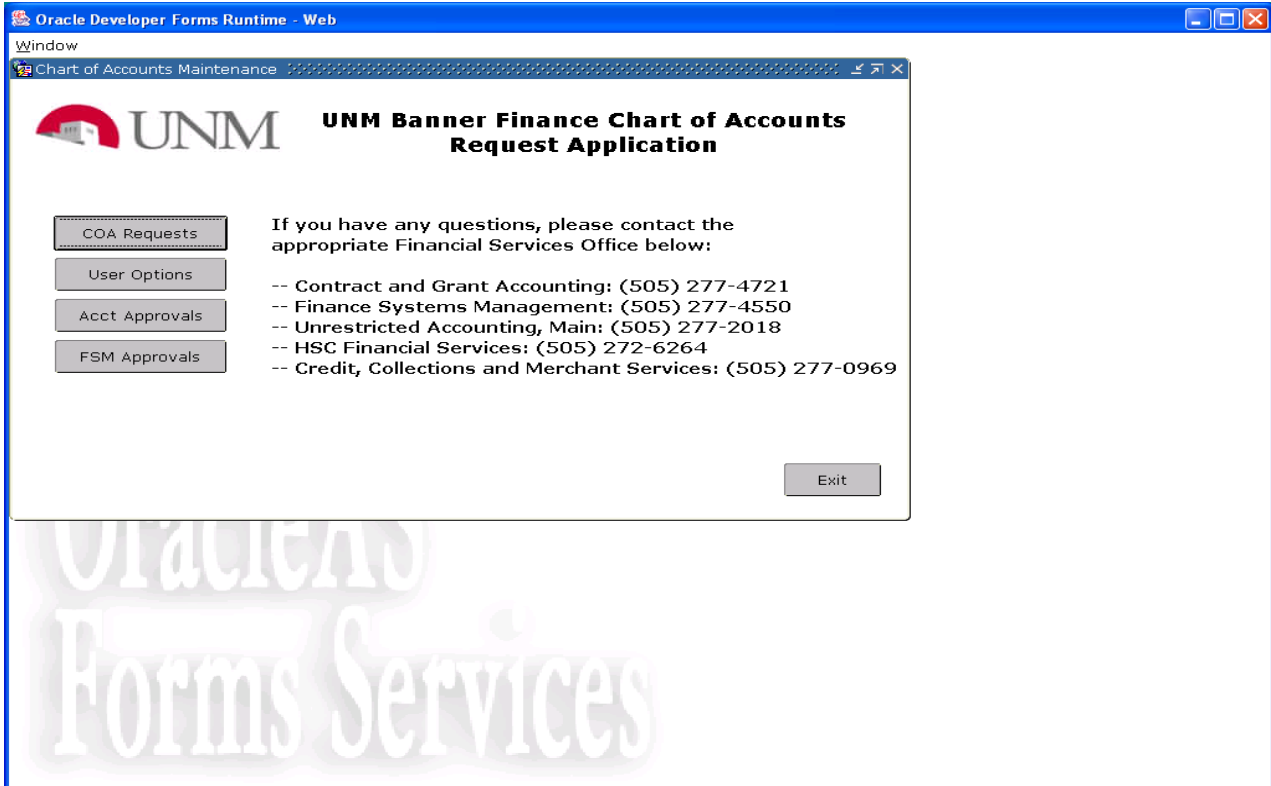 Oracle Developer Forms Runtime - Web
Window
Chart of Accounts Maintenance
UNM
UNM Banner Finance Chart of Accounts
Request Application
COA Requests
User Options
Acct Approvals
FSM Approvals
If you have any questions, please contact the
appropriate Financial Services Office below:
-- Contract and Grant Accounting: (505) 277-4721
-- Finance Systems Management: (505) 277-4550
-- Unrestricted Accounting, Main: (505) 277-2018
-- HSC Financial Services: (505) 272-6264
-- Credit, Collections and Merchant Services: (505) 277-0969
Exit
OracleAS
Forms Services